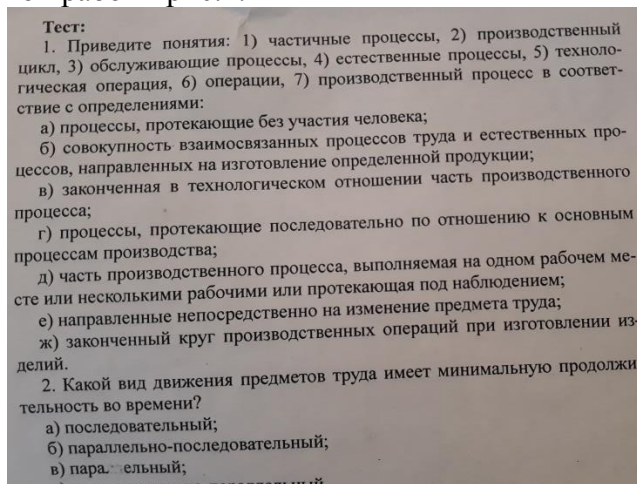 Тест:
1. Приведите понятия: 1) частичные процессы, 2) производственный
цикл, 3) обслуживающие процессы, 4) естественные процессы, 5) техноло-
гическая операция, 6) операции, 7) производственный процесс в соответ-
ствие с определениями:
а) процессы, протекающие без участия человека;
б) совокупность взаимосвязанных процессов труда и естественных про-
цессов, направленных на изготовление определенной продукции;
в) законченная в технологическом отношении часть производственного
процесса;
г) процессы, протекающие последовательно по отношению к основным
процессам производства;
д) часть производственного процесса, выполняемая на одном рабочем ме-
сте или несколькими рабочими или протекающая под наблюдением;
е) направленные непосредственно на изменение предмета труда;
ж) законченный круг производственных операций при изготовлении из-
делий.
2. Какой вид движения предметов труда имеет минимальную продолжи
тельность во времени?
а) последовательный;
б) параллельно-последовательный;
в) пара ельный;